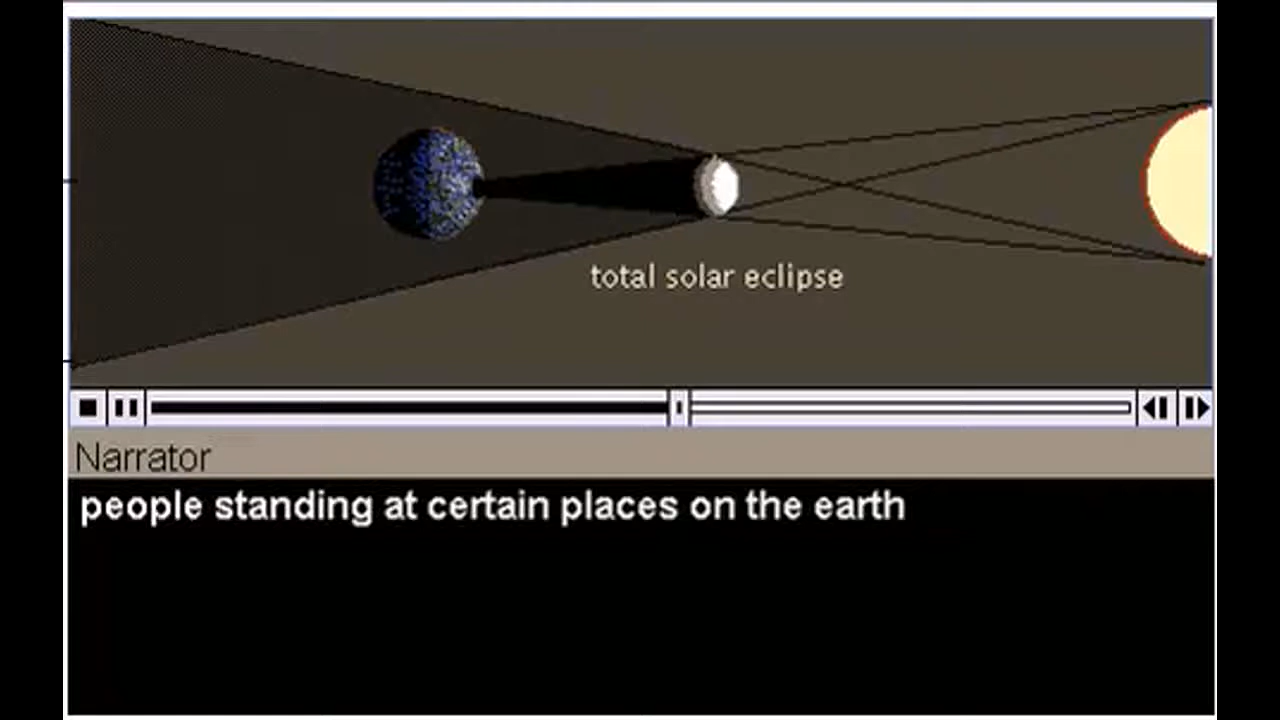 total solar eclipse
Narrator
people standing at certain places on the earth